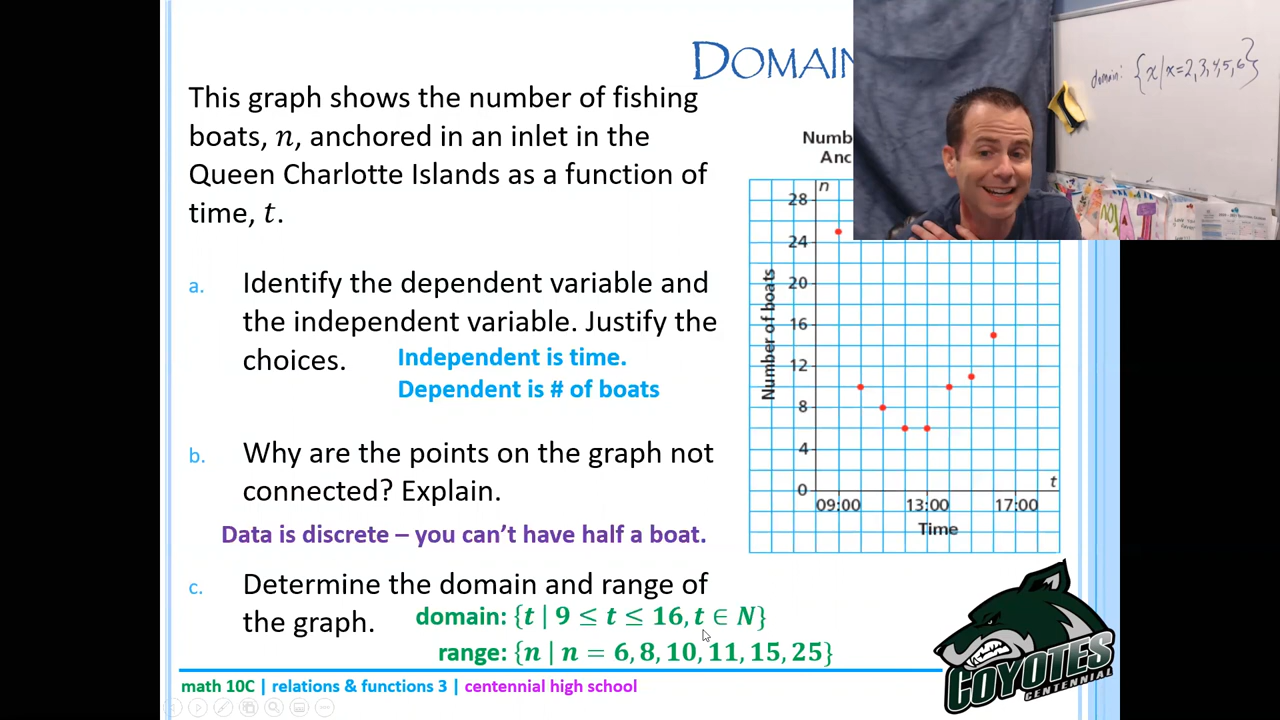 DOMAIN
This graph shows the number of fishing
boats, n, anchored in an inlet in the
Queen Charlotte Islands as a function of
time, t.
a. Identify the dependent variable and
the independent variable. Justify the
choices.
Independent is time.
Dependent is # of boats
b. Why are the points on the graph not
connected? Explain.
Data is discrete – you can't have half a boat.
c. Determine the domain and range of
the graph.
domain: {t | 9 ≤ t ≤ 16, t ∈ N}
range: {n | n = 6, 8, 10, 11, 15, 25}
math 10C | relations & functions 3 | centennial high school
Numb
Anc
n
28
24
20
16
12
8
4
0
Number of boats
t
09:00 13:00 17:00
Time
domain: {x | x = 2, 3, 4, 5, 6}
COYOTES
CENTENNIAL